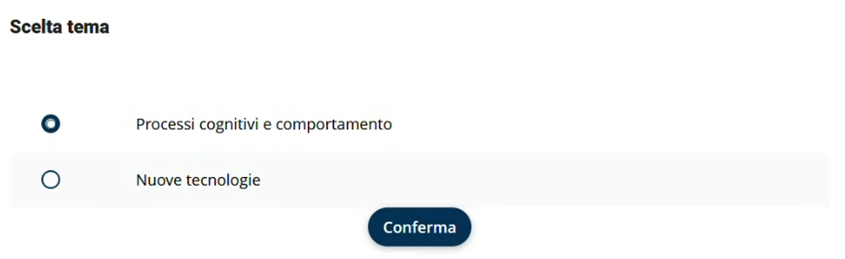 Scelta tema
Processi cognitivi e comportamento
Nuove tecnologie
Conferma